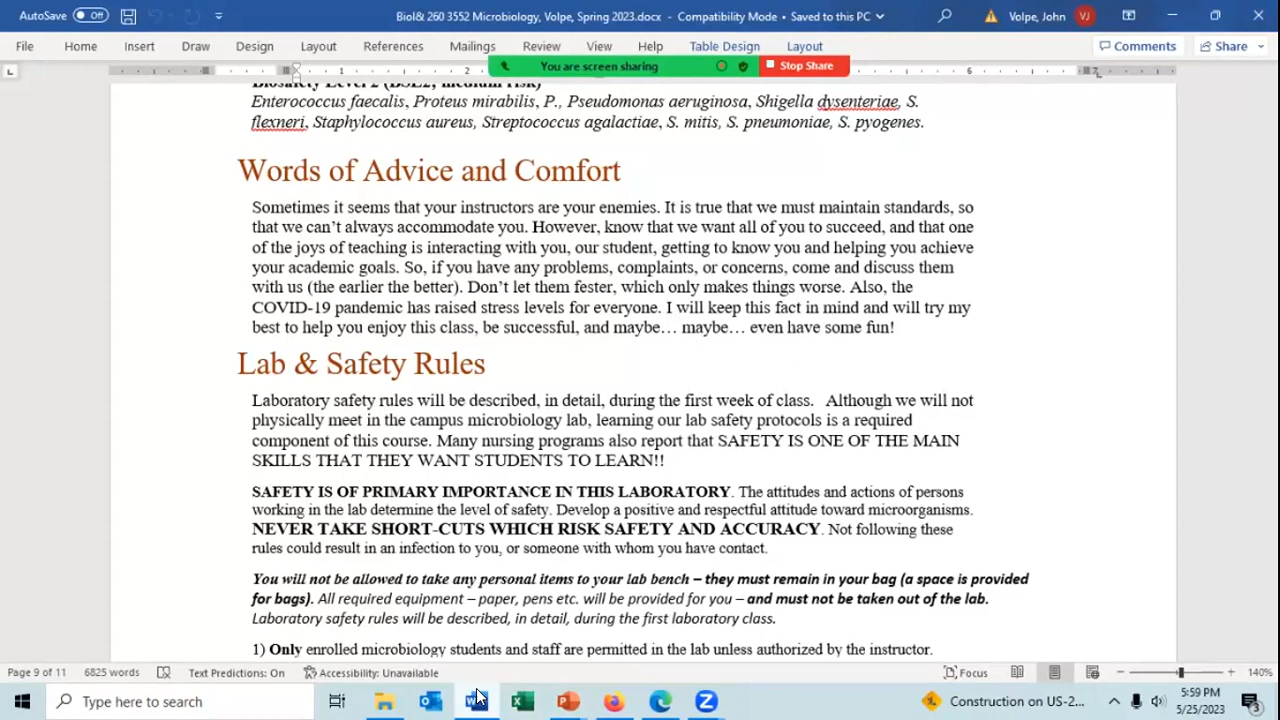 AutoSave Off Biol& 260 3552 Microbiology, Volpe, Spring 2023.docx - Compatibility Mode • Saved to this PC Volpe, John VJ
File Home Insert Draw Design Layout References Mailings Review View Help Table Design Layout Comments Share
You are screen sharing Stop Share
1 2 6 7
Biosafety Level 2 (BSL2; medium risk)
Enterococcus faecalis, Proteus mirabilis, P., Pseudomonas aeruginosa, Shigella dysenteriae, S.
flexneri, Staphylococcus aureus, Streptococcus agalactiae, S. mitis, S. pneumoniae, S. pyogenes.
Words of Advice and Comfort
Sometimes it seems that your instructors are your enemies. It is true that we must maintain standards, so
that we can't always accommodate you. However, know that we want all of you to succeed, and that one
of the joys of teaching is interacting with you, our student, getting to know you and helping you achieve
your academic goals. So, if you have any problems, complaints, or concerns, come and discuss them
with us (the earlier the better). Don't let them fester, which only makes things worse. Also, the
COVID-19 pandemic has raised stress levels for everyone. I will keep this fact in mind and will try my
best to help you enjoy this class, be successful, and maybe… maybe… even have some fun!
Lab & Safety Rules
Laboratory safety rules will be described, in detail, during the first week of class. Although we will not
physically meet in the campus microbiology lab, learning our lab safety protocols is a required
component of this course. Many nursing programs also report that SAFETY IS ONE OF THE MAIN
SKILLS THAT THEY WANT STUDENTS TO LEARN!!
SAFETY IS OF PRIMARY IMPORTANCE IN THIS LABORATORY. The attitudes and actions of persons
working in the lab determine the level of safety. Develop a positive and respectful attitude toward microorganisms.
NEVER TAKE SHORT-CUTS WHICH RISK SAFETY AND ACCURACY. Not following these
rules could result in an infection to you, or someone with whom you have contact.
You will not be allowed to take any personal items to your lab bench – they must remain in your bag (a space is provided
for bags). All required equipment – paper, pens etc. will be provided for you – and must not be taken out of the lab.
Laboratory safety rules will be described, in detail, during the first laboratory class.
1) Only enrolled microbiology students and staff are permitted in the lab unless authorized by the instructor.
Page 9 of 11 6825 words Text Predictions: On Accessibility: Unavailable Focus 140%
Type here to search Construction on US-2... 5:59 PM
5/25/2023 3